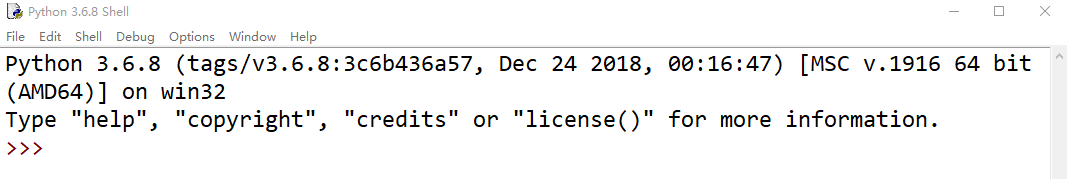 Python 3.6.8 Shell
File Edit Shell Debug Options Window Help
Python 3.6.8 (tags/v3.6.8:3c6b436a57, Dec 24 2018, 00:16:47) [MSC v.1916 64 bit
(AMD64)] on win32
Type "help", "copyright", "credits" or "license()" for more information.
>>>